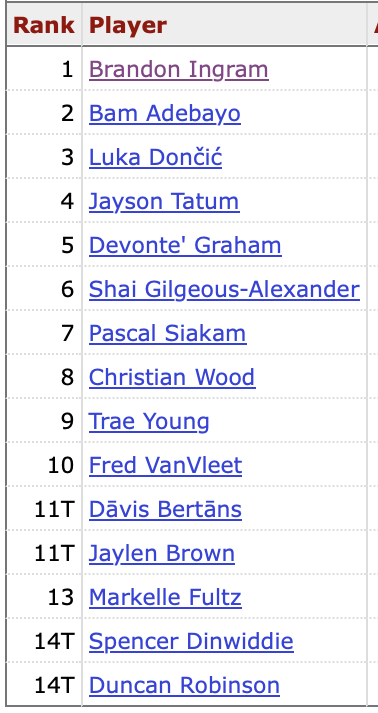 Rank Player
1 Brandon Ingram
2 Bam Adebayo
3 Luka Dončić
4 Jayson Tatum
5 Devonte' Graham
6 Shai Gilgeous-Alexander
7 Pascal Siakam
8 Christian Wood
9 Trae Young
10 Fred VanVleet
11T Dāvis Bertāns
11T Jaylen Brown
13 Markelle Fultz
14T Spencer Dinwiddie
14T Duncan Robinson